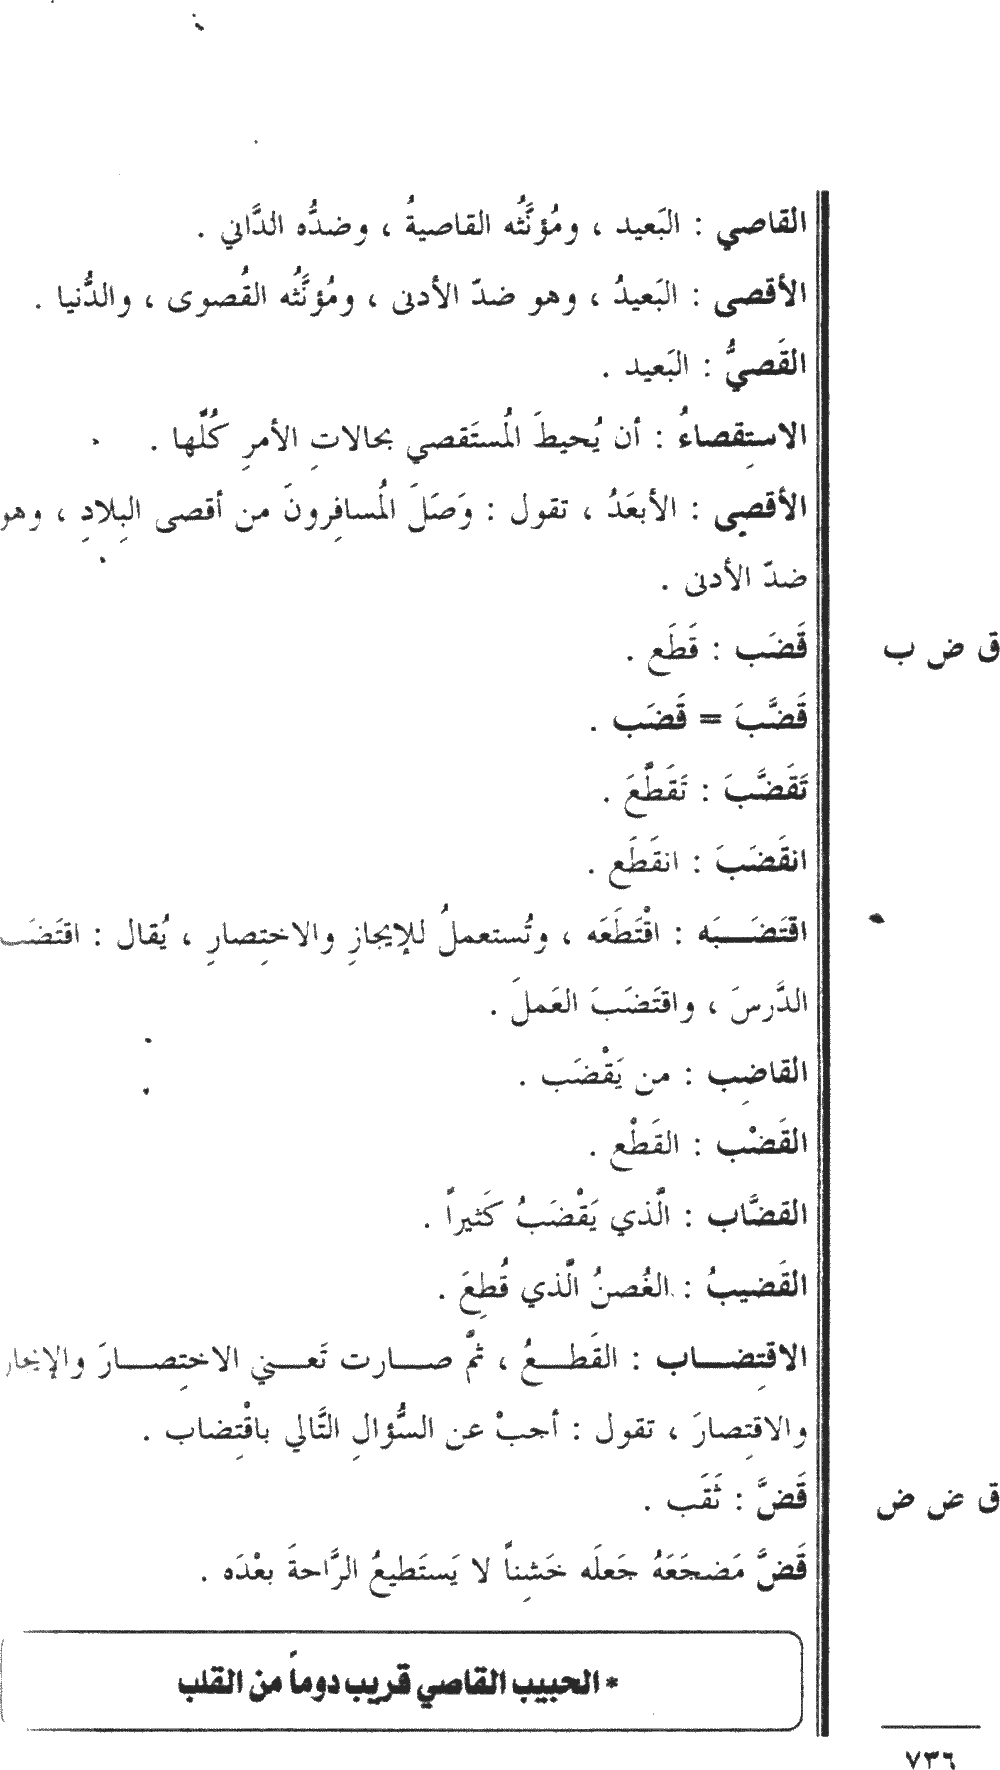 القاصي : البَعيد ، ومُؤنَّثُه القاصيةُ ، وضدُّه الدَّاني .
الأقصى : البَعيدُ ، وهو ضدّ الأدنى ، ومُؤنَّثُه القُصوى ، والدُّنيا .
القَصيُّ : البَعيد .
الاستِقصاءُ : أن يُحيطَ المُستَقصي بحالاتِ الأمرِ كُلِّها .
الأقصى : الأبعَدُ ، تقول : وَصَلَ المُسافِرونَ من أقصى البِلادِ ، وهو
ضدّ الأدنى .
ق ض ب
قَضَب : قَطَع .
قَضَّبَ = قَضَب .
تَقَضَّبَ : تَقَطَّعَ .
انقَضَبَ : انقَطَع .
اقتَضَبَه : اقْتَطَعَه ، وتُستعملُ للإيجازِ والاختِصارِ ، يُقال : اقتَضَب
الدَّرسَ ، واقتَضَبَ العَملَ .
القاضِب : من يَقْضَب .
القَضْب : القَطْع .
القضَّاب : الَّذي يَقْضَبُ كَثيراً .
القَضيبُ : الغُصنُ الَّذي قُطِعَ .
الاقتِضاب : القَطعُ ، ثمَّ صارت تَعني الاختِصارَ والإيجاز
والاقتِصارَ ، تقول : أجبْ عن السُّؤالِ التَّالي باقْتِضاب .
ق ض ض
قَضَّ : ثَقَب .
قَضَّ مَضجَعَهُ جَعلَه خَشِناً لا يَستَطيعُ الرَّاحةَ بعْدَه .
* الحبيب القاصي قريب دوماً من القلب
٧٣٦